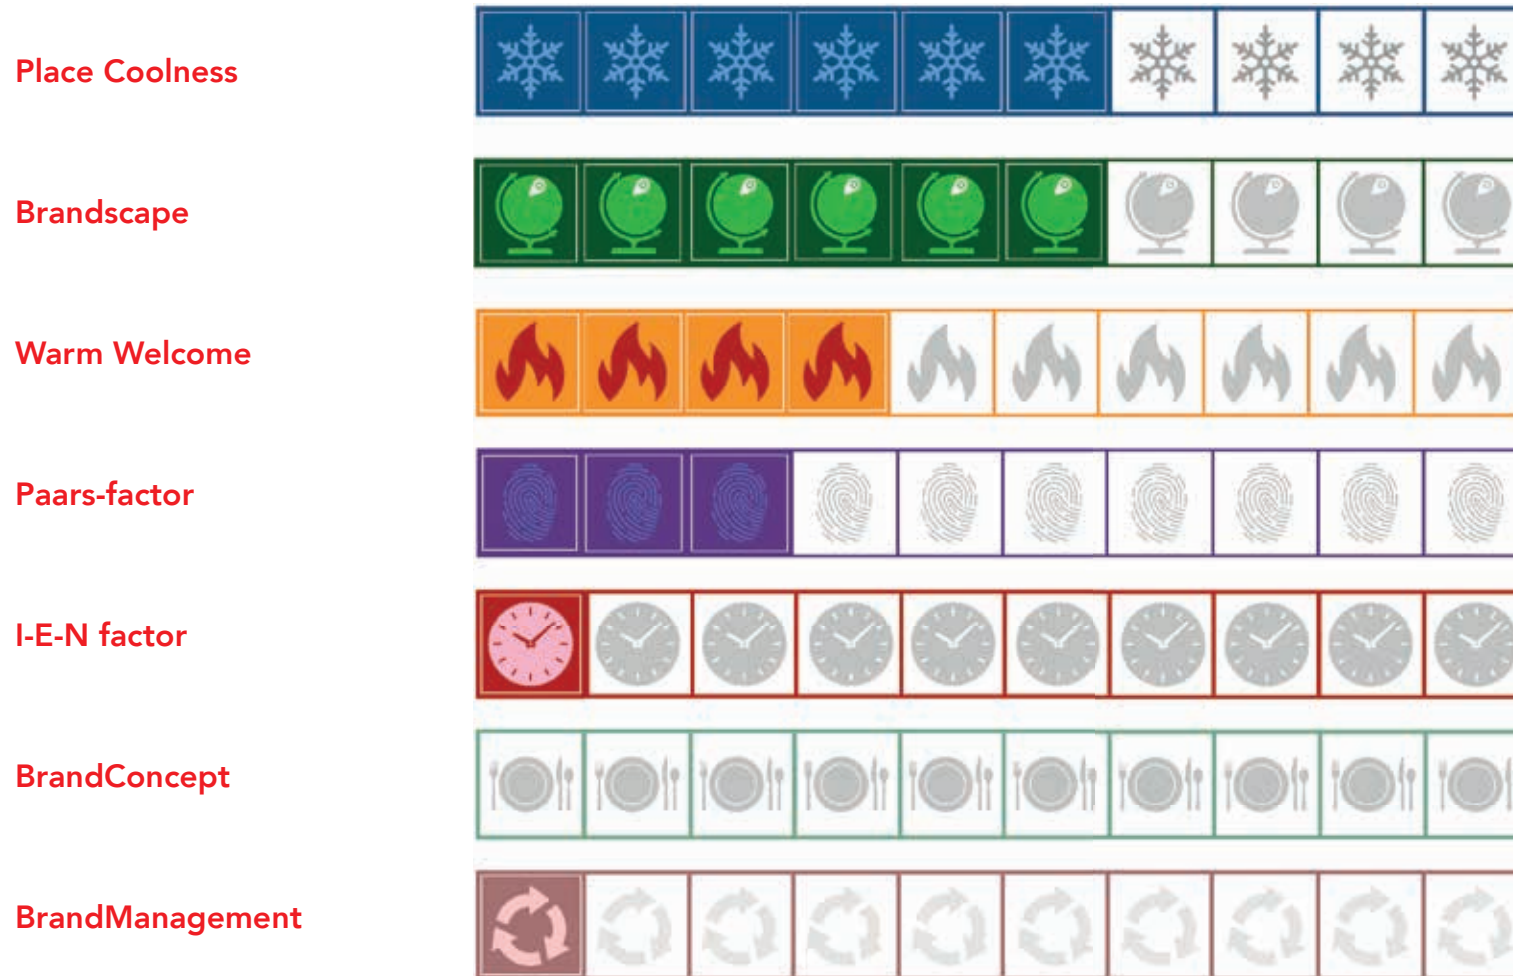 Place Coolness
Brandscape
Warm Welcome
Paars-factor
I-E-N factor
BrandConcept
BrandManagement